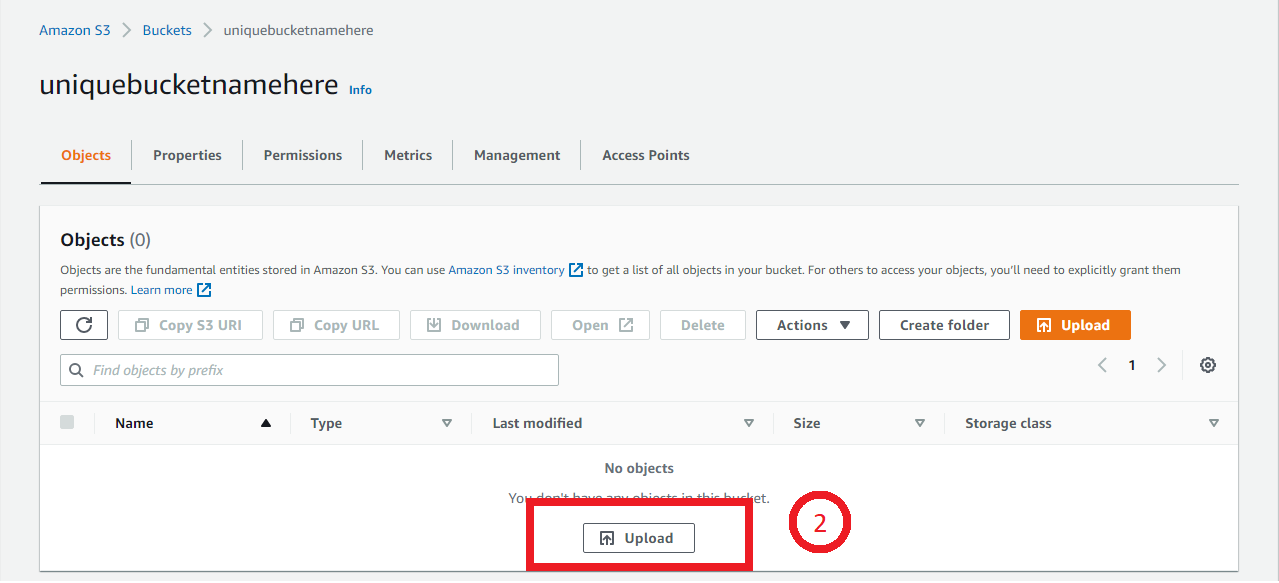 Amazon S3 > Buckets > uniquebucketnamehere
uniquebucketnamehere Info
Objects Properties Permissions Metrics Management Access Points
Objects (0)
Objects are the fundamental entities stored in Amazon S3. You can use Amazon S3 inventory to get a list of all objects in your bucket. For others to access your objects, you’ll need to explicitly grant them
permissions. Learn more
Copy S3 URI Copy URL Download Open Delete Actions Create folder Upload
Find objects by prefix 1
Name Type Last modified Size Storage class
No objects
You don't have any objects in this bucket.
Upload 2